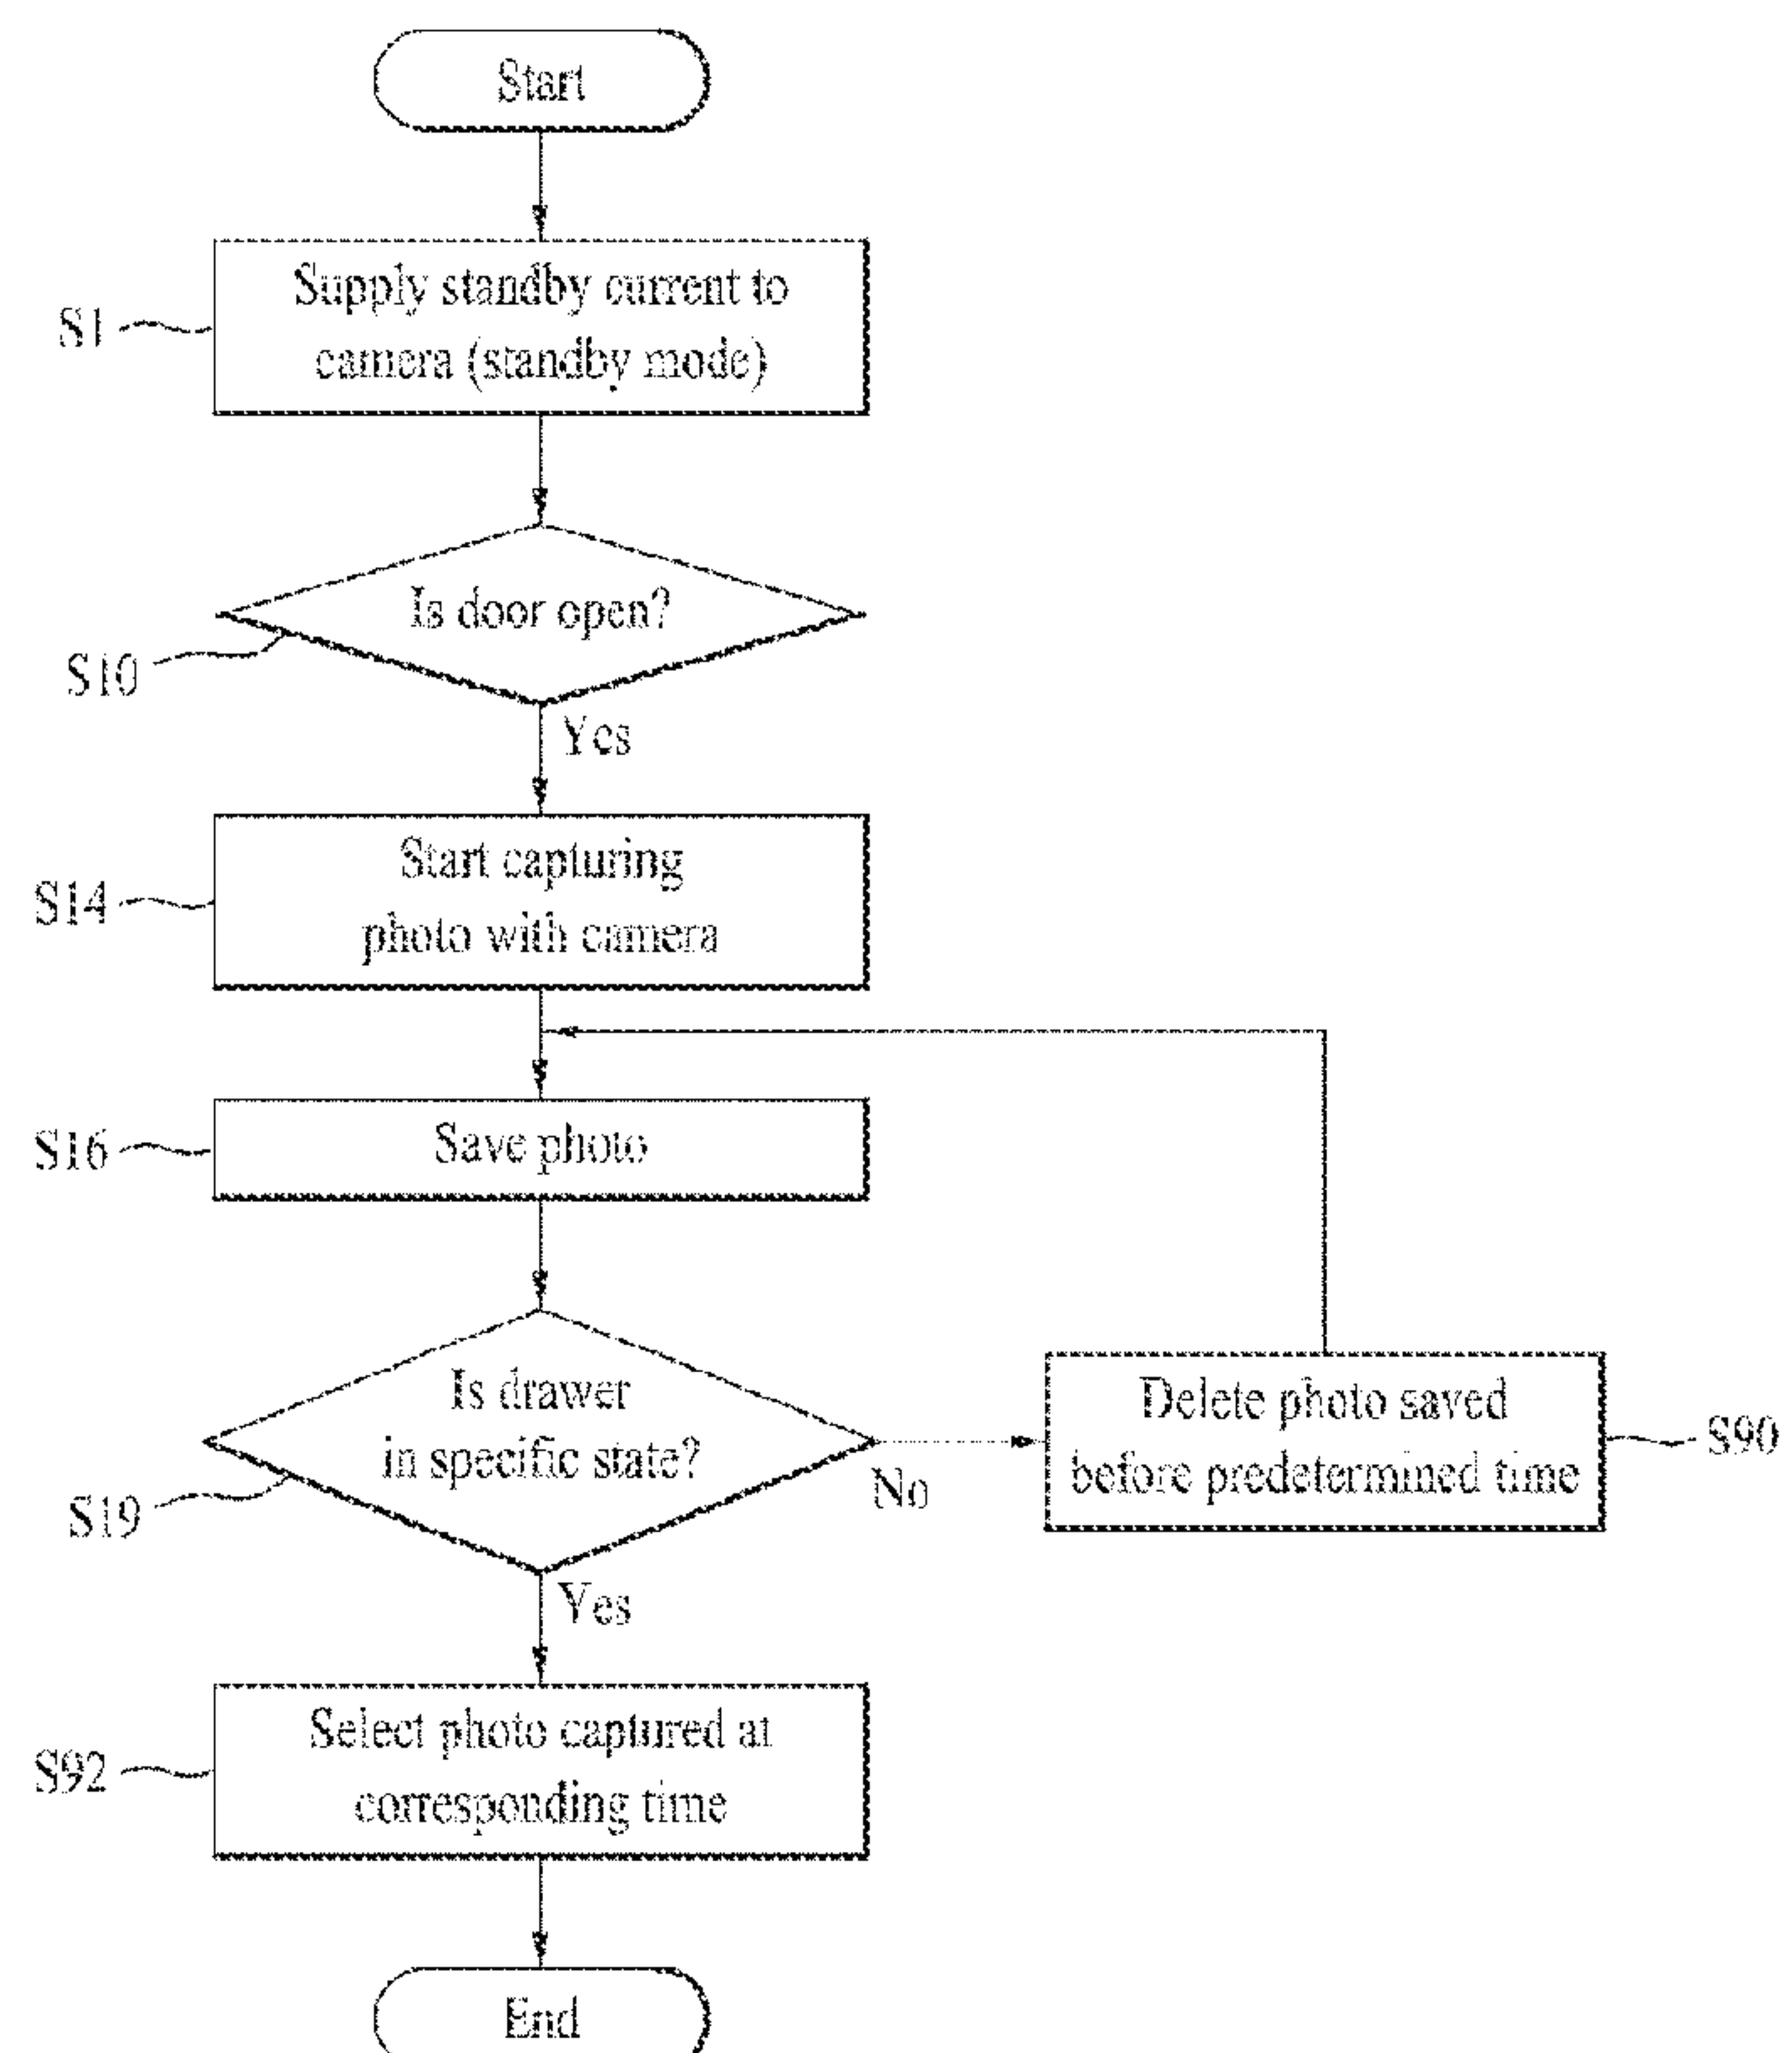 Start
Supply standby current to
camera (standby mode)
S1
Is door open?
S10
Yes
Start capturing
photo with camera
S14
Save photo
S16
Is drawer
in specific state?
S19
No
Delete photo saved
before predetermined time
S90
Yes
Select photo captured at
corresponding time
S92
End